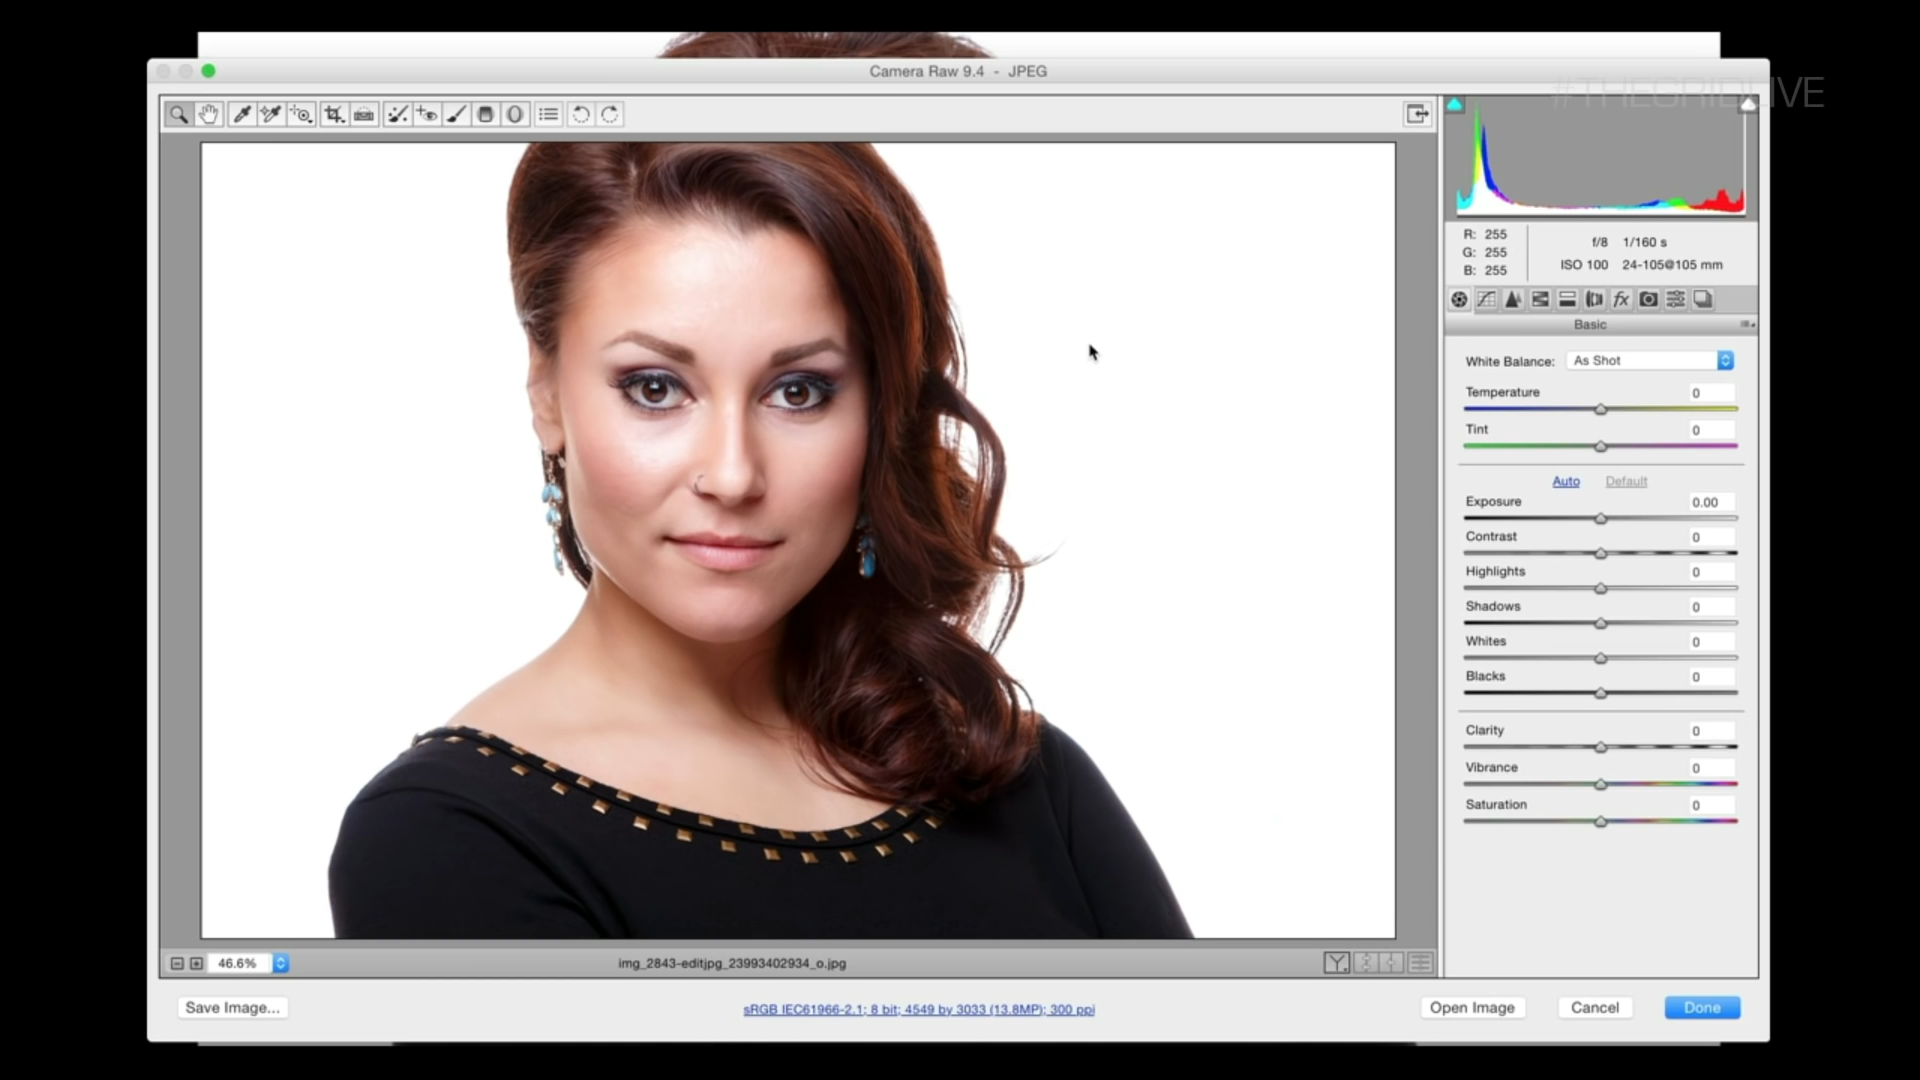 Camera Raw 9.4 - JPEG
#THEGRIDLIVE
R: 255
G: 255
B: 255
f/8 1/160 s
ISO 100 24-105@105 mm
fx
Basic
White Balance: As Shot
Temperature 0
Tint 0
Auto Default
Exposure 0.00
Contrast 0
Highlights 0
Shadows 0
Whites 0
Blacks 0
Clarity 0
Vibrance 0
Saturation 0
46.6%
img_2843-editjpg_23993402934_o.jpg
Y
Save Image...
sRGB IEC61966-2.1; 8 bit; 4549 by 3033 (13.8MP); 300 ppi
Open Image
Cancel
Done